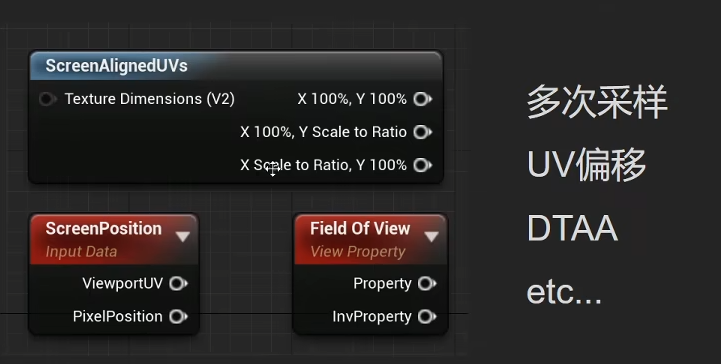 ScreenAlignedUVs
Texture Dimensions (V2) X 100%, Y 100%
X 100%, Y Scale to Ratio
X Scale to Ratio, Y 100%
ScreenPosition
Input Data
ViewportUV
PixelPosition
Field Of View
View Property
Property
InvProperty
多次采样
UV偏移
DTAA
etc...